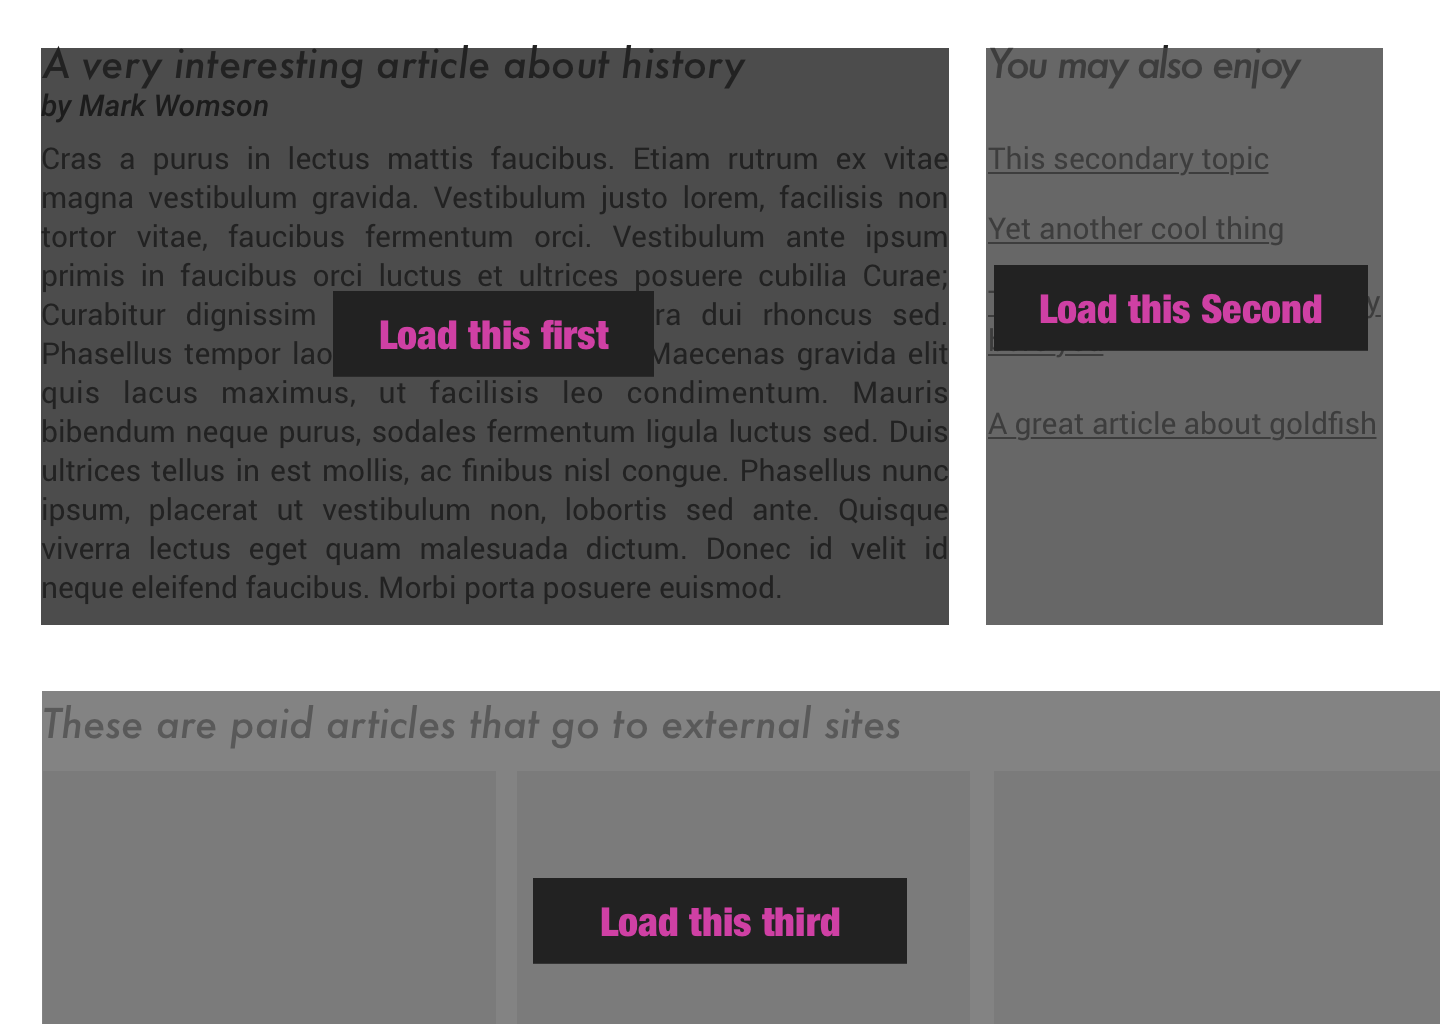 A very interesting article about history
by Mark Womson
Cras a purus in lectus mattis faucibus. Etiam rutrum ex vitae
magna vestibulum gravida. Vestibulum justo lorem, facilisis non
tortor vitae, faucibus fermentum orci. Vestibulum ante ipsum
primis in faucibus orci luctus et ultrices posuere cubilia Curae;
Curabitur dignissim ra dui rhoncus sed.
Phasellus tempor lao Maecenas gravida elit
quis lacus maximus, ut facilisis leo condimentum. Mauris
bibendum neque purus, sodales fermentum ligula luctus sed. Duis
ultrices tellus in est mollis, ac finibus nisl congue. Phasellus nunc
ipsum, placerat ut vestibulum non, lobortis sed ante. Quisque
viverra lectus eget quam malesuada dictum. Donec id velit id
neque eleifend faucibus. Morbi porta posuere euismod.
Load this first
You may also enjoy
This secondary topic
Yet another cool thing
Load this Second
A great article about goldfish
These are paid articles that go to external sites
Load this third